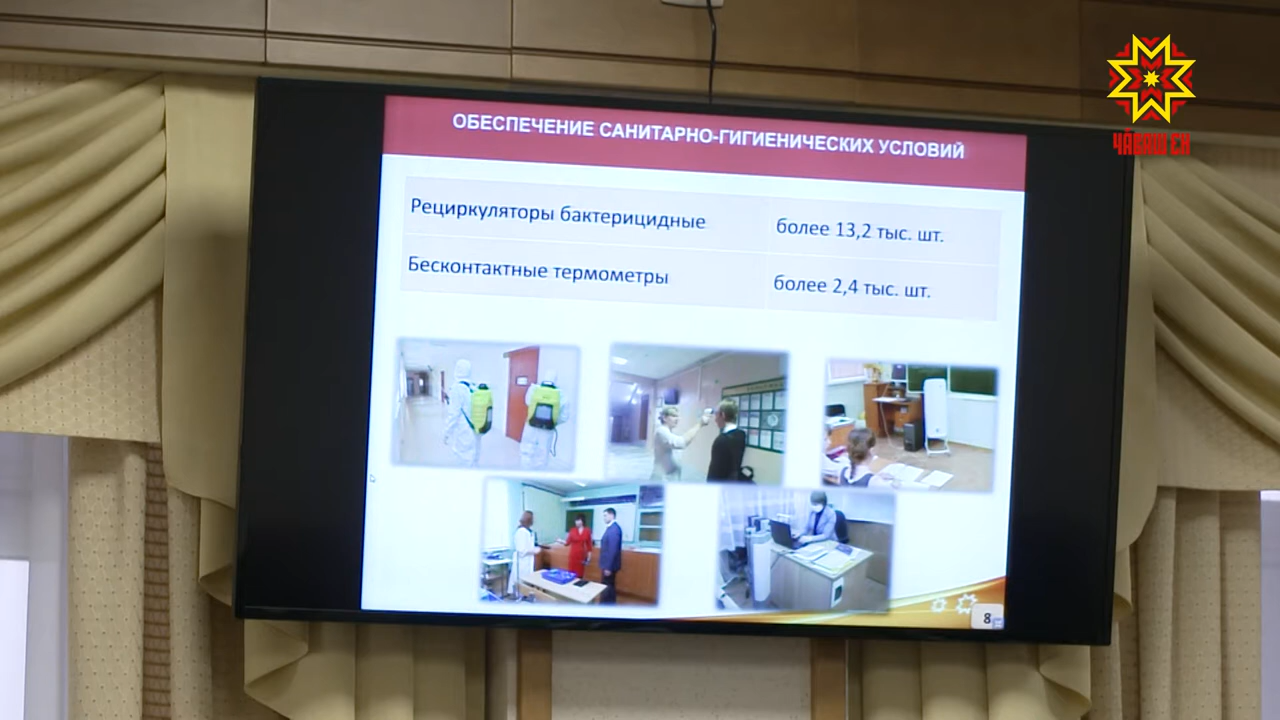 ОБЕСПЕЧЕНИЕ САНИТАРНО-ГИГИЕНИЧЕСКИХ УСЛОВИЙ
ЧӐВАШ ЕН
Рециркуляторы бактерицидные более 13,2 тыс. шт.
Бесконтактные термометры более 2,4 тыс. шт.
8